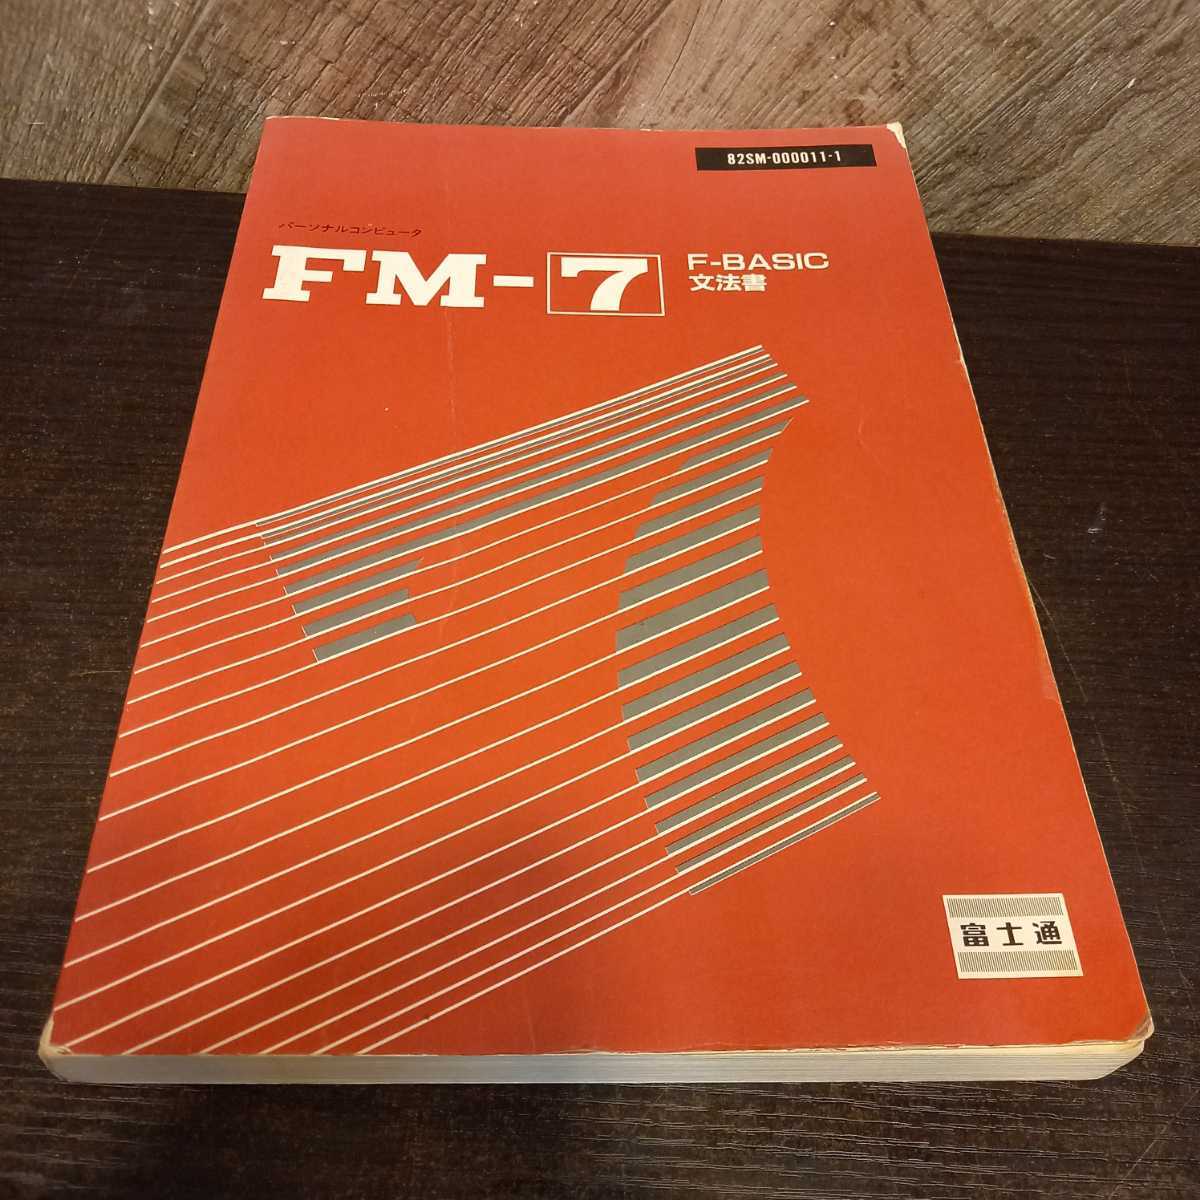 82SM-000011-1
パーソナルコンピュータ
FM-7
F-BASIC
文法書
富士通